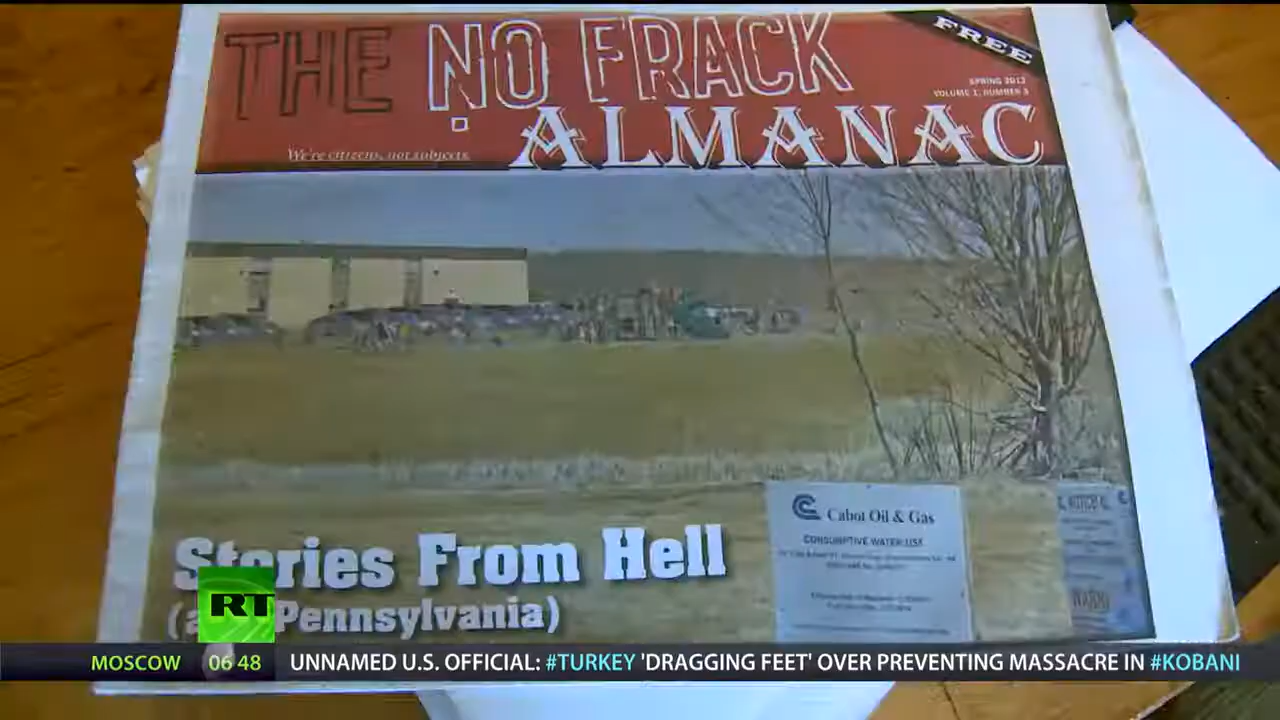 THE NO FRACK
ALMANAC
FREE
SPRING 2012
VOLUME 1, NUMBER 3
We're citizens, not subjects.
Cabot Oil & Gas
CONSUMPTIVE WATER USE
Stories From Hell
Pennsylvania)
RT
MOSCOW 06 48 UNNAMED U.S. OFFICIAL: #TURKEY 'DRAGGING FEET' OVER PREVENTING MASSACRE IN #KOBANI